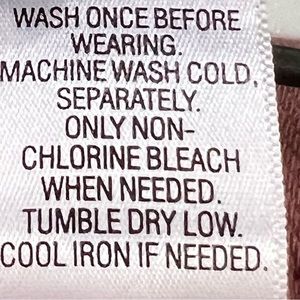 WASH ONCE BEFORE
WEARING.
MACHINE WASH COLD,
SEPARATELY.
ONLY NON-
CHLORINE BLEACH
WHEN NEEDED.
TUMBLE DRY LOW.
COOL IRON IF NEEDED.